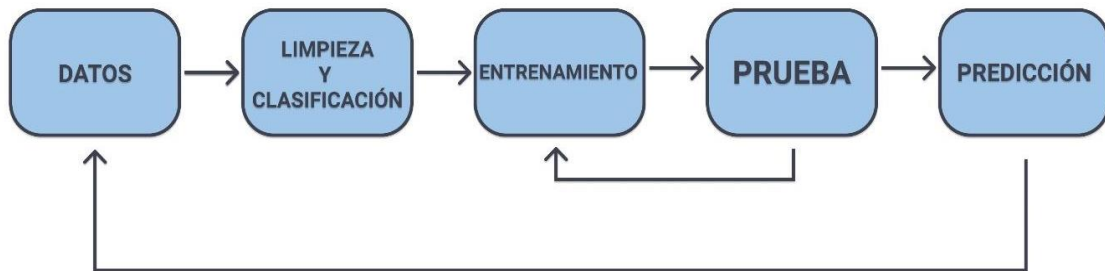 DATOS
LIMPIEZA
Y
CLASIFICACIÓN
ENTRENAMIENTO
PRUEBA
PREDICCIÓN